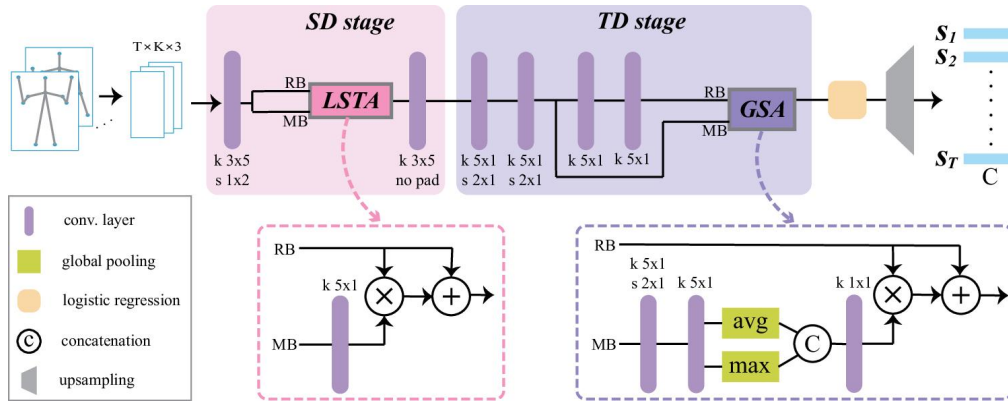 T×K×3
SD stage
RB
MB
LSTA
k 3x5
s 1x2
k 3x5
no pad
TD stage
k 5x1
s 2x1
k 5x1
s 2x1
k 5x1
k 5x1
RB
MB
GSA
S1
S2
ST
C
conv. layer
global pooling
logistic regression
C
concatenation
upsampling
RB
k 5x1
MB
RB
k 5x1
s 2x1
k 5x1
k 1x1
MB
avg
max
C